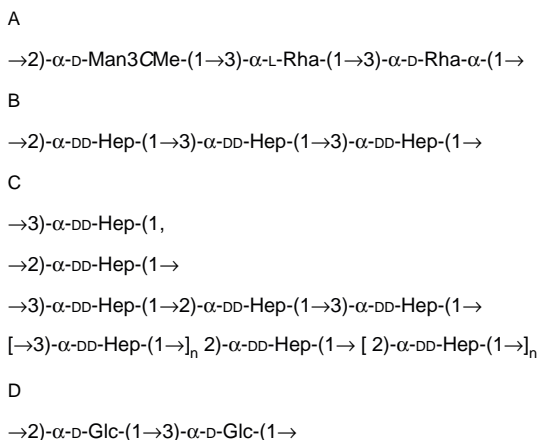 A
→2)-α-D-Man3CMe-(1→3)-α-L-Rha-(1→3)-α-D-Rha-α-(1→
B
→2)-α-DD-Hep-(1→3)-α-DD-Hep-(1→3)-α-DD-Hep-(1→
C
→3)-α-DD-Hep-(1,
→2)-α-DD-Hep-(1→
→3)-α-DD-Hep-(1→2)-α-DD-Hep-(1→3)-α-DD-Hep-(1→
[→3)-α-DD-Hep-(1→]n 2)-α-DD-Hep-(1→ [ 2)-α-DD-Hep-(1→]n
D
→2)-α-D-Glc-(1→3)-α-D-Glc-(1→